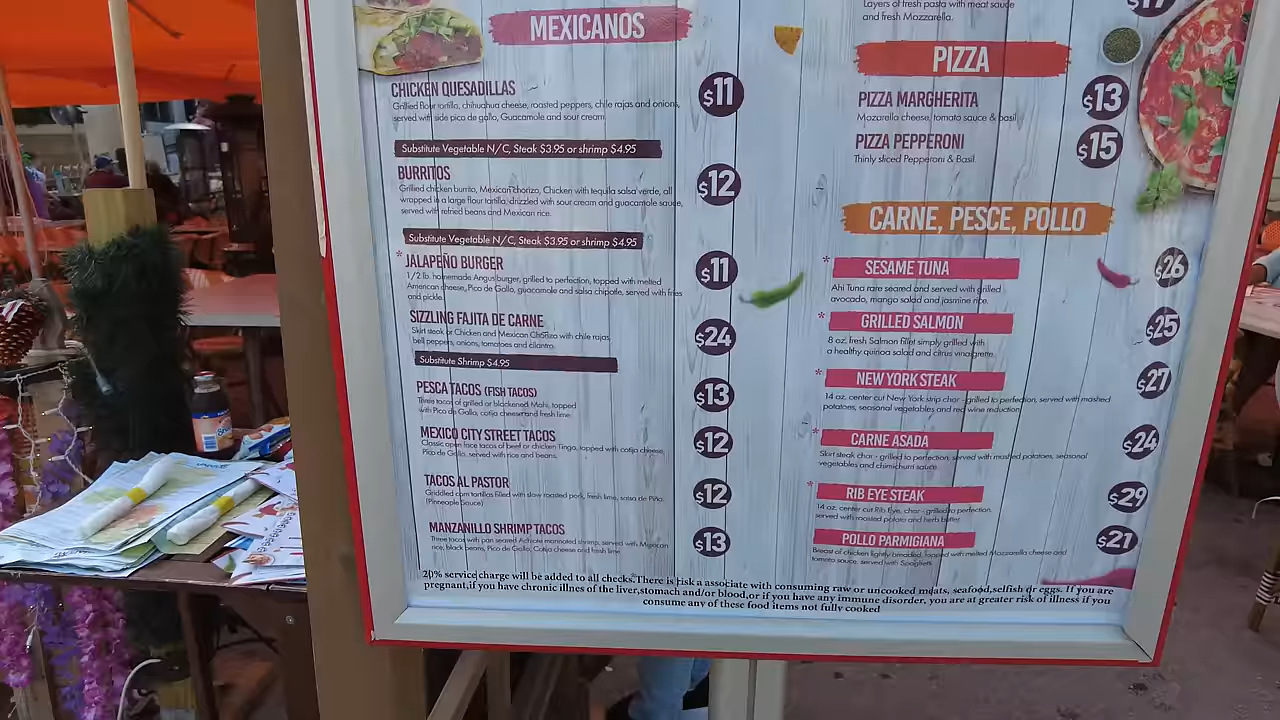 MEXICANOS
CHICKEN QUESADILLAS
$11
Grilled flour tortilla, chihuahua cheese, roasted peppers, chile rajas and onions,
served with side pico de gallo, Guacamole and sour cream
Substitute Vegetable N/C, Steak $3.95 or shrimp $4.95
BURRITOS
$12
Grillied chicken burrito, Mexican chorizo, Chicken with tequila salsa verde, all
wrapped in a large flour tortilla, drizzled with sour cream and guacamole sauce,
served with refried beans and Mexican rice.
Substitute Vegetable N/C, Steak $3.95 or shrimp $4.95
* JALAPEÑO BURGER
$11
1/2 lb. homemade Angus burger, grilled to perfection, topped with melted
American cheese, Pico de Gallo, guacamole and salsa chipotle, served with fries
and pickle.
SIZZLING FAJITA DE CARNE
$24
Skirt steak or Chicken and Mexican Chorizo with chile rajas,
bell peppers, onions, tomatoes and cilantro.
Substitute Shrimp $4.95
PESCA TACOS (FISH TACOS)
$13
Three tacos of grilled or blackened Mahi, topped
with Pico de Gallo, cotija cheese and fresh lime.
MEXICO CITY STREET TACOS
$12
Classic open face tacos of beef or chicken Tinga, topped with cotija cheese,
Pico de Gallo, served with rice and beans.
TACOS AL PASTOR
$12
Griddled corn tortillas filled with slow roasted pork, fresh lime, salsa de Piña.
(Pineapple Sauce)
MANZANILLO SHRIMP TACOS
$13
Three tacos with pan seared Achiote marinated shrimp, served with Mexican
rice, black beans, Pico de Gallo, Cotija cheese and fresh lime.
Layers of fresh pasta with meat sauce
and fresh Mozzarella.
$17
PIZZA
PIZZA MARGHERITA
$13
Mozarella cheese, tomato sauce & basil
PIZZA PEPPERONI
$15
Thinly sliced Pepperoni & Basil.
CARNE, PESCE, POLLO
* SESAME TUNA
$26
Ahi Tuna rare seared and served with grilled
avocado, mango salad and jasmine rice.
* GRILLED SALMON
$25
8 oz. fresh Salmon fillet simply grilled with
a healthy quinoa salad and citrus vinaigrette.
* NEW YORK STEAK
$27
14 oz. center cut New York strip char - grilled to perfection, served with mashed
potatoes, seasonal vegetables and red wine reduction.
* CARNE ASADA
$24
Skirt steak char - grilled to perfection, served with mashed potatoes, seasonal
vegetables and chimichurri sauce.
* RIB EYE STEAK
$29
14 oz. center cut Rib Eye, char - grilled to perfection,
served with roasted potato and herb butter.
POLLO PARMIGIANA
$21
Breast of chicken lightly breaded, topped with melted Mozzarella cheese and
tomato sauce, served with Spaghetti.
20% service charge will be added to all checks.There is risk a associate with consuming raw or uncooked meats, seafood,selfish or eggs. If you are
pregnant,if you have chronic illnes of the liver,stomach and/or blood,or if you have any immune disorder, you are at greater risk of illness if you
consume any of these food items not fully cooked